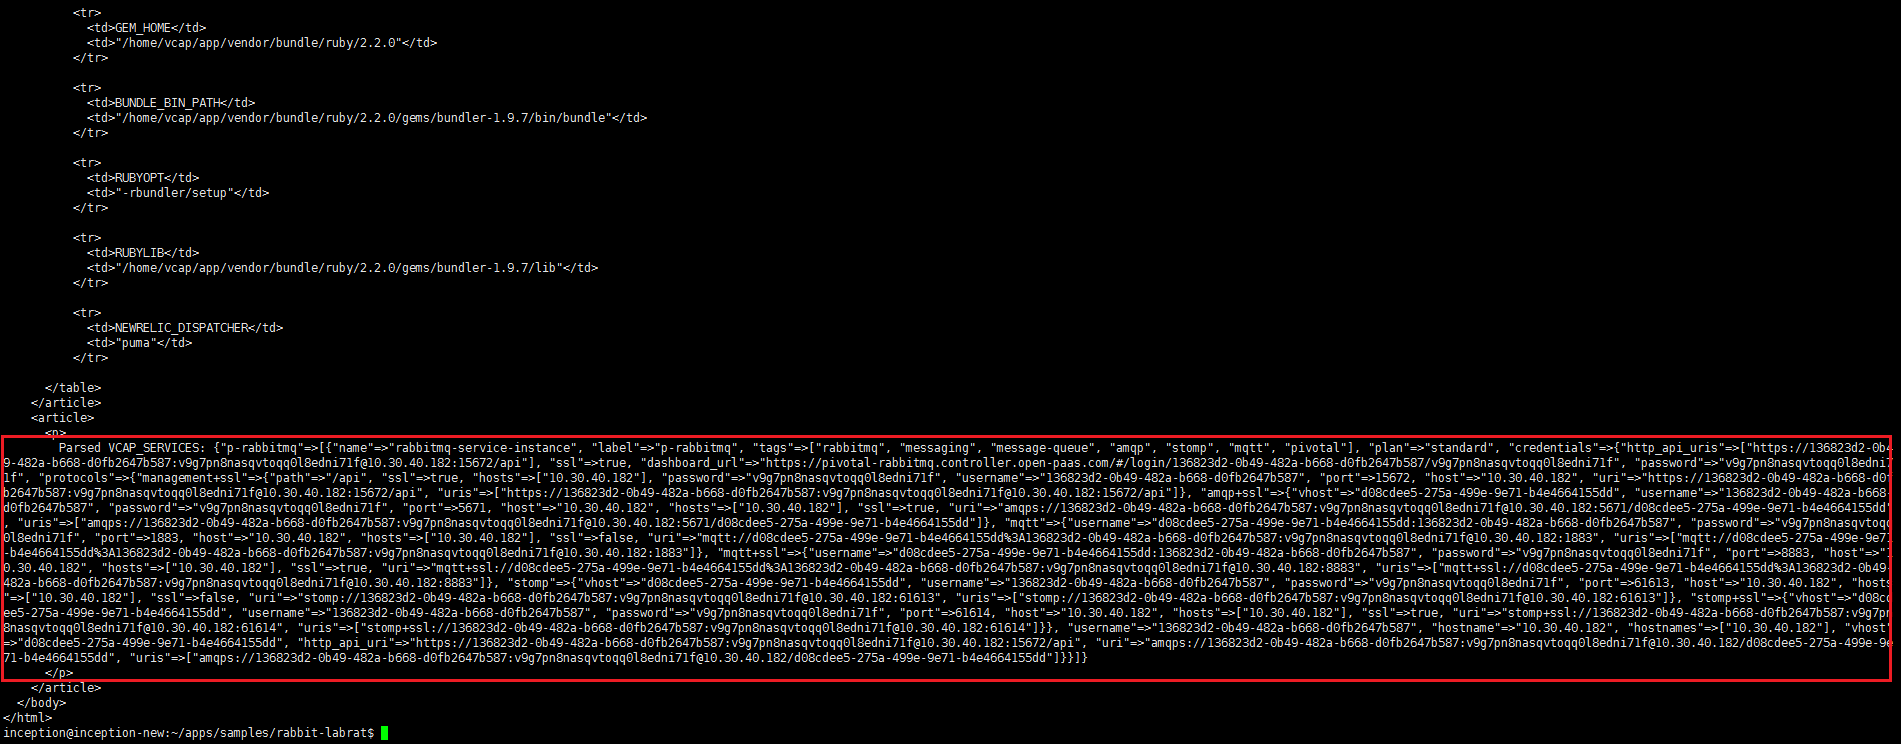 <tr>
<td>GEM_HOME</td>
<td>"/home/vcap/app/vendor/bundle/ruby/2.2.0"</td>
</tr>
<tr>
<td>BUNDLE_BIN_PATH</td>
<td>"/home/vcap/app/vendor/bundle/ruby/2.2.0/gems/bundler-1.9.7/bin/bundle"</td>
</tr>
<tr>
<td>RUBYOPT</td>
<td>"-rbundler/setup"</td>
</tr>
<tr>
<td>RUBYLIB</td>
<td>"/home/vcap/app/vendor/bundle/ruby/2.2.0/gems/bundler-1.9.7/lib"</td>
</tr>
<tr>
<td>NEWRELIC_DISPATCHER</td>
<td>"puma"</td>
</tr>
</table>
</article>
<article>
<p>
Parsed VCAP_SERVICES: {"p-rabbitmq"=>[{"name"=>"rabbitmq-service-instance", "label"=>"p-rabbitmq", "tags"=>["rabbitmq", "messaging", "message-queue", "amqp", "stomp", "mqtt", "pivotal"], "plan"=>"standard", "credentials"=>{"http_api_uris"=>["https://136823d2-0b4
9-482a-b668-d0fb2647b587:v9g7pn8nasqvtoqq0l8edni71f@10.30.40.182:15672/api"], "ssl"=>true, "dashboard_url"=>"https://pivotal-rabbitmq.controller.open-paas.com/#/login/136823d2-0b49-482a-b668-d0fb2647b587/v9g7pn8nasqvtoqq0l8edni71f", "password"=>"v9g7pn8nasqvtoqq0l8edni7
1f", "protocols"=>{"management+ssl"=>{"path"=>"/api", "ssl"=>true, "hosts"=>["10.30.40.182"], "password"=>"v9g7pn8nasqvtoqq0l8edni71f", "username"=>"136823d2-0b49-482a-b668-d0fb2647b587", "port"=>15672, "host"=>"10.30.40.182", "uri"=>"https://136823d2-0b49-482a-b668-d0f
b2647b587:v9g7pn8nasqvtoqq0l8edni71f@10.30.40.182:15672/api", "uris"=>["https://136823d2-0b49-482a-b668-d0fb2647b587:v9g7pn8nasqvtoqq0l8edni71f@10.30.40.182:15672/api"]}, "amqp+ssl"=>{"vhost"=>"d08cdee5-275a-499e-9e71-b4e4664155dd", "username"=>"136823d2-0b49-482a-b668-
d0fb2647b587", "password"=>"v9g7pn8nasqvtoqq0l8edni71f", "port"=>5671, "host"=>"10.30.40.182", "hosts"=>["10.30.40.182"], "ssl"=>true, "uri"=>"amqps://136823d2-0b49-482a-b668-d0fb2647b587:v9g7pn8nasqvtoqq0l8edni71f@10.30.40.182:5671/d08cdee5-275a-499e-9e71-b4e4664155dd"
, "uris"=>["amqps://136823d2-0b49-482a-b668-d0fb2647b587:v9g7pn8nasqvtoqq0l8edni71f@10.30.40.182:5671/d08cdee5-275a-499e-9e71-b4e4664155dd"]}, "mqtt"=>{"username"=>"d08cdee5-275a-499e-9e71-b4e4664155dd:136823d2-0b49-482a-b668-d0fb2647b587", "password"=>"v9g7pn8nasqvtoqq
0l8edni71f", "port"=>1883, "host"=>"10.30.40.182", "hosts"=>["10.30.40.182"], "ssl"=>false, "uri"=>"mqtt://d08cdee5-275a-499e-9e71-b4e4664155dd%3A136823d2-0b49-482a-b668-d0fb2647b587:v9g7pn8nasqvtoqq0l8edni71f@10.30.40.182:1883", "uris"=>["mqtt://d08cdee5-275a-499e-9e71
-b4e4664155dd%3A136823d2-0b49-482a-b668-d0fb2647b587:v9g7pn8nasqvtoqq0l8edni71f@10.30.40.182:1883"]}, "mqtt+ssl"=>{"username"=>"d08cdee5-275a-499e-9e71-b4e4664155dd:136823d2-0b49-482a-b668-d0fb2647b587", "password"=>"v9g7pn8nasqvtoqq0l8edni71f", "port"=>8883, "host"=>"1
0.30.40.182", "hosts"=>["10.30.40.182"], "ssl"=>true, "uri"=>"mqtt+ssl://d08cdee5-275a-499e-9e71-b4e4664155dd%3A136823d2-0b49-482a-b668-d0fb2647b587:v9g7pn8nasqvtoqq0l8edni71f@10.30.40.182:8883", "uris"=>["mqtt+ssl://d08cdee5-275a-499e-9e71-b4e4664155dd%3A136823d2-0b49-
482a-b668-d0fb2647b587:v9g7pn8nasqvtoqq0l8edni71f@10.30.40.182:8883"]}, "stomp"=>{"vhost"=>"d08cdee5-275a-499e-9e71-b4e4664155dd", "username"=>"136823d2-0b49-482a-b668-d0fb2647b587", "password"=>"v9g7pn8nasqvtoqq0l8edni71f", "port"=>61613, "host"=>"10.30.40.182", "hosts
"=>["10.30.40.182"], "ssl"=>false, "uri"=>"stomp://136823d2-0b49-482a-b668-d0fb2647b587:v9g7pn8nasqvtoqq0l8edni71f@10.30.40.182:61613", "uris"=>["stomp://136823d2-0b49-482a-b668-d0fb2647b587:v9g7pn8nasqvtoqq0l8edni71f@10.30.40.182:61613"]}, "stomp+ssl"=>{"vhost"=>"d08cd
ee5-275a-499e-9e71-b4e4664155dd", "username"=>"136823d2-0b49-482a-b668-d0fb2647b587", "password"=>"v9g7pn8nasqvtoqq0l8edni71f", "port"=>61614, "host"=>"10.30.40.182", "hosts"=>["10.30.40.182"], "ssl"=>true, "uri"=>"stomp+ssl://136823d2-0b49-482a-b668-d0fb2647b587:v9g7pn
8nasqvtoqq0l8edni71f@10.30.40.182:61614", "uris"=>["stomp+ssl://136823d2-0b49-482a-b668-d0fb2647b587:v9g7pn8nasqvtoqq0l8edni71f@10.30.40.182:61614"]}}, "username"=>"136823d2-0b49-482a-b668-d0fb2647b587", "hostname"=>"10.30.40.182", "hostnames"=>["10.30.40.182"], "vhost"
=>"d08cdee5-275a-499e-9e71-b4e4664155dd", "http_api_uri"=>"https://136823d2-0b49-482a-b668-d0fb2647b587:v9g7pn8nasqvtoqq0l8edni71f@10.30.40.182:15672/api", "uri"=>"amqps://136823d2-0b49-482a-b668-d0fb2647b587:v9g7pn8nasqvtoqq0l8edni71f@10.30.40.182/d08cdee5-275a-499e-9e
71-b4e4664155dd", "uris"=>["amqps://136823d2-0b49-482a-b668-d0fb2647b587:v9g7pn8nasqvtoqq0l8edni71f@10.30.40.182/d08cdee5-275a-499e-9e71-b4e4664155dd"]}}]}
</p>
</article>
</body>
</html>
inception@inception-new:~/apps/samples/rabbit-labrat$